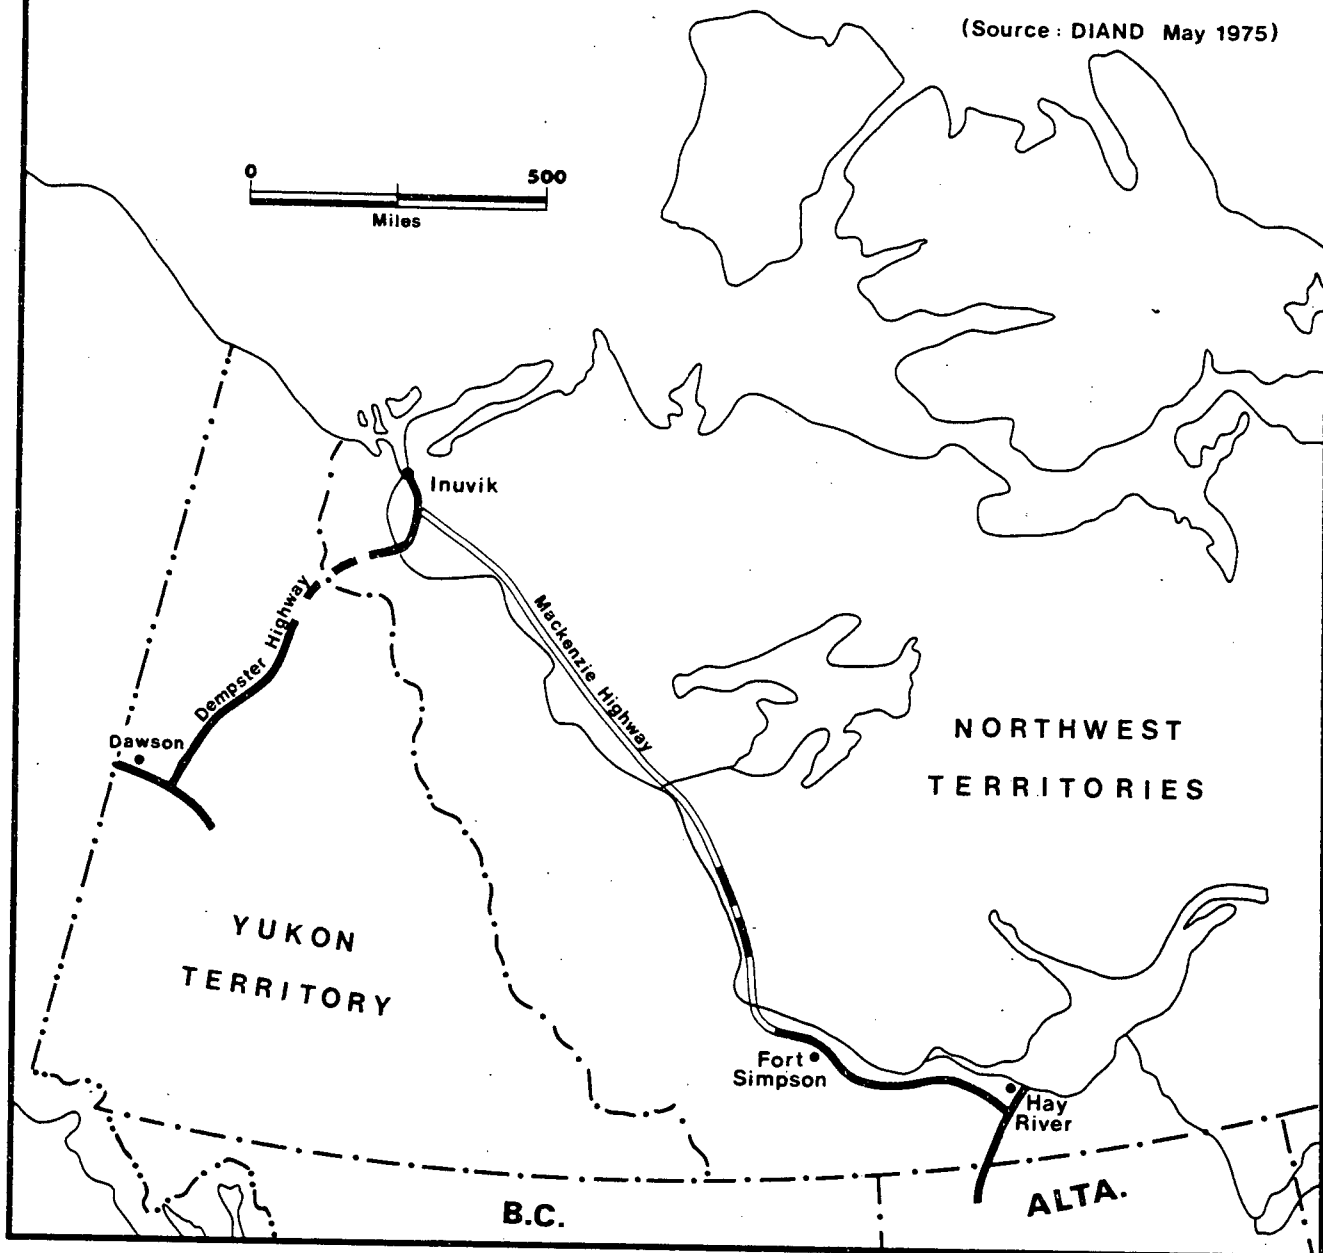 (Source : DIAND May 1975)
0 500
Miles
Inuvik
Mackenzie Highway
Dempster Highway
Dawson
NORTHWEST
TERRITORIES
YUKON
TERRITORY
Fort
Simpson
Hay
River
B.C.
ALTA.